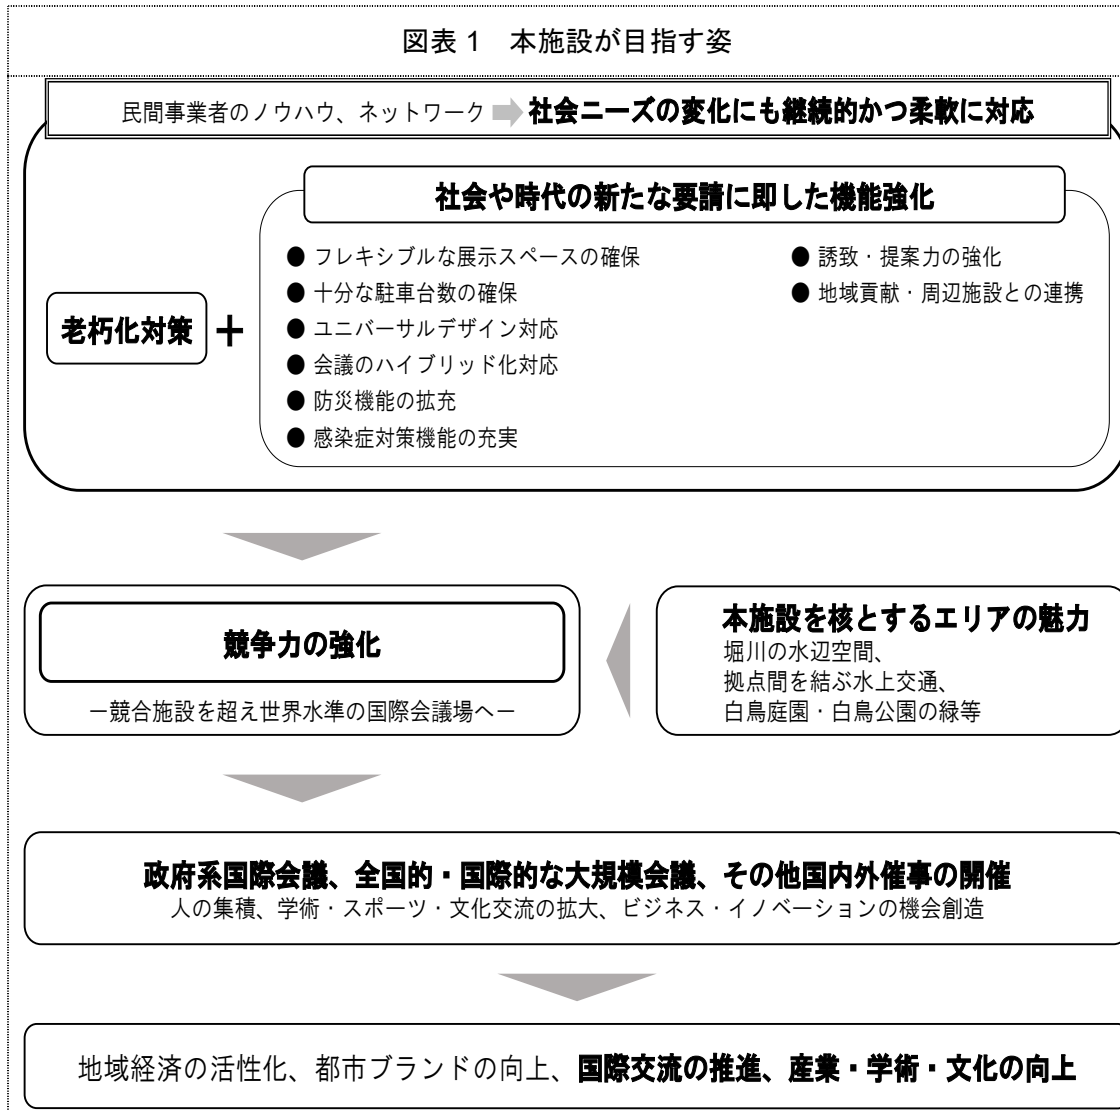 図表 1　本施設が目指す姿
民間事業者のノウハウ、ネットワーク 社会ニーズの変化にも継続的かつ柔軟に対応
社会や時代の新たな要請に即した機能強化
老朽化対策
＋
● フレキシブルな展示スペースの確保
● 十分な駐車台数の確保
● ユニバーサルデザイン対応
● 会議のハイブリッド化対応
● 防災機能の拡充
● 感染症対策機能の充実
● 誘致・提案力の強化
● 地域貢献・周辺施設との連携
競争力の強化
－競合施設を超え世界水準の国際会議場へ－
本施設を核とするエリアの魅力
堀川の水辺空間、
拠点間を結ぶ水上交通、
白鳥庭園・白鳥公園の緑等
政府系国際会議、全国的・国際的な大規模会議、その他国内外催事の開催
人の集積、学術・スポーツ・文化交流の拡大、ビジネス・イノベーションの機会創造
地域経済の活性化、都市ブランドの向上、国際交流の推進、産業・学術・文化の向上